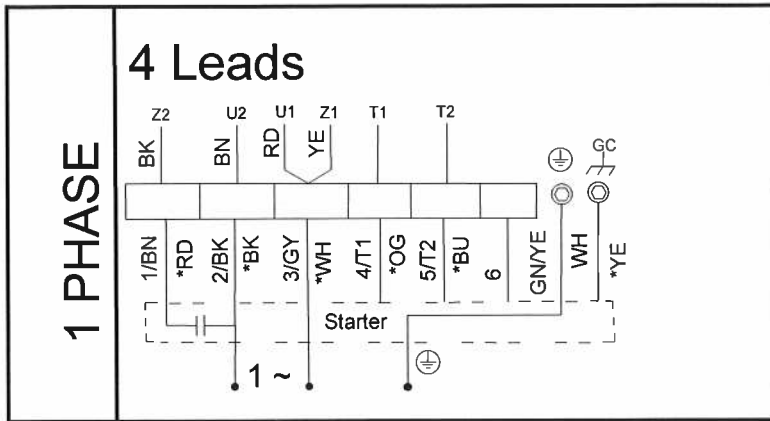 1 PHASE
4 Leads
Z2 U2 U1 Z1 T1 T2 GC
BK BN RD YE
1/BN *RD 2/BK *BK 3/GY *WH 4/T1 *OG 5/T2 *BU 6 GN/YE WH *YE
Starter
1 ~